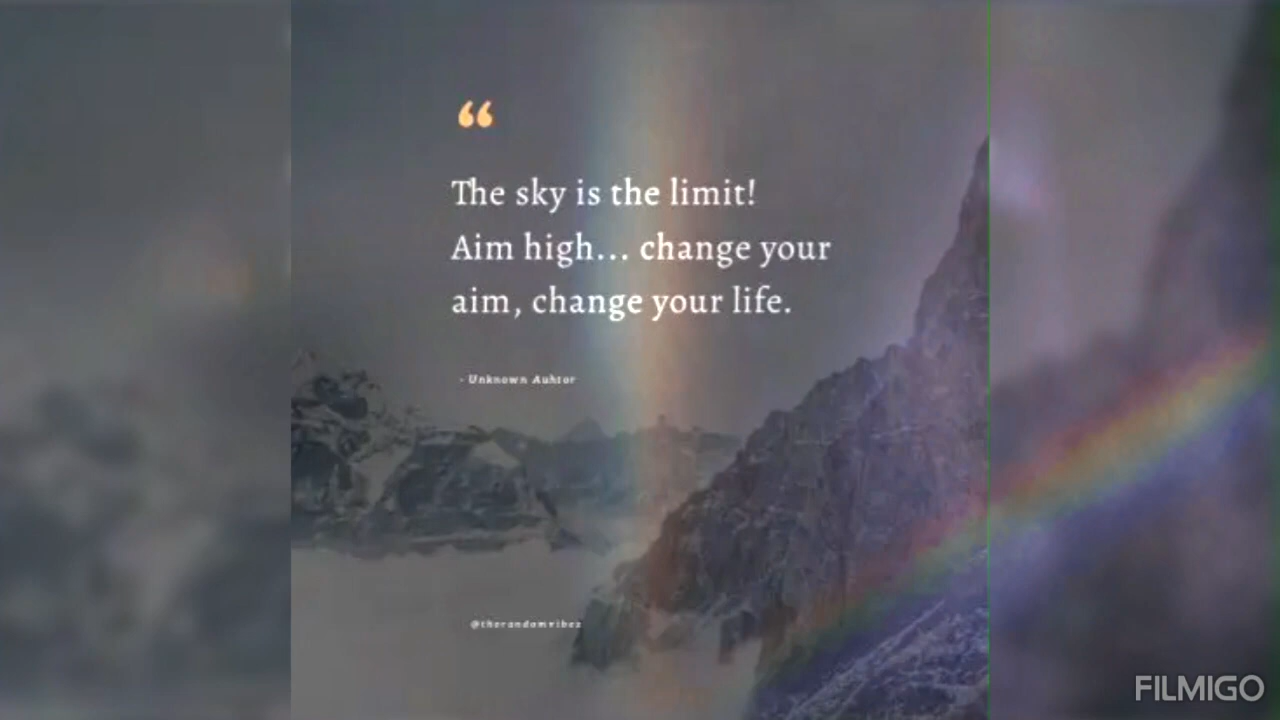 “
The sky is the limit!
Aim high... change your
aim, change your life.
- Unknown Auhtor
@therandomvibez
FILMIGO